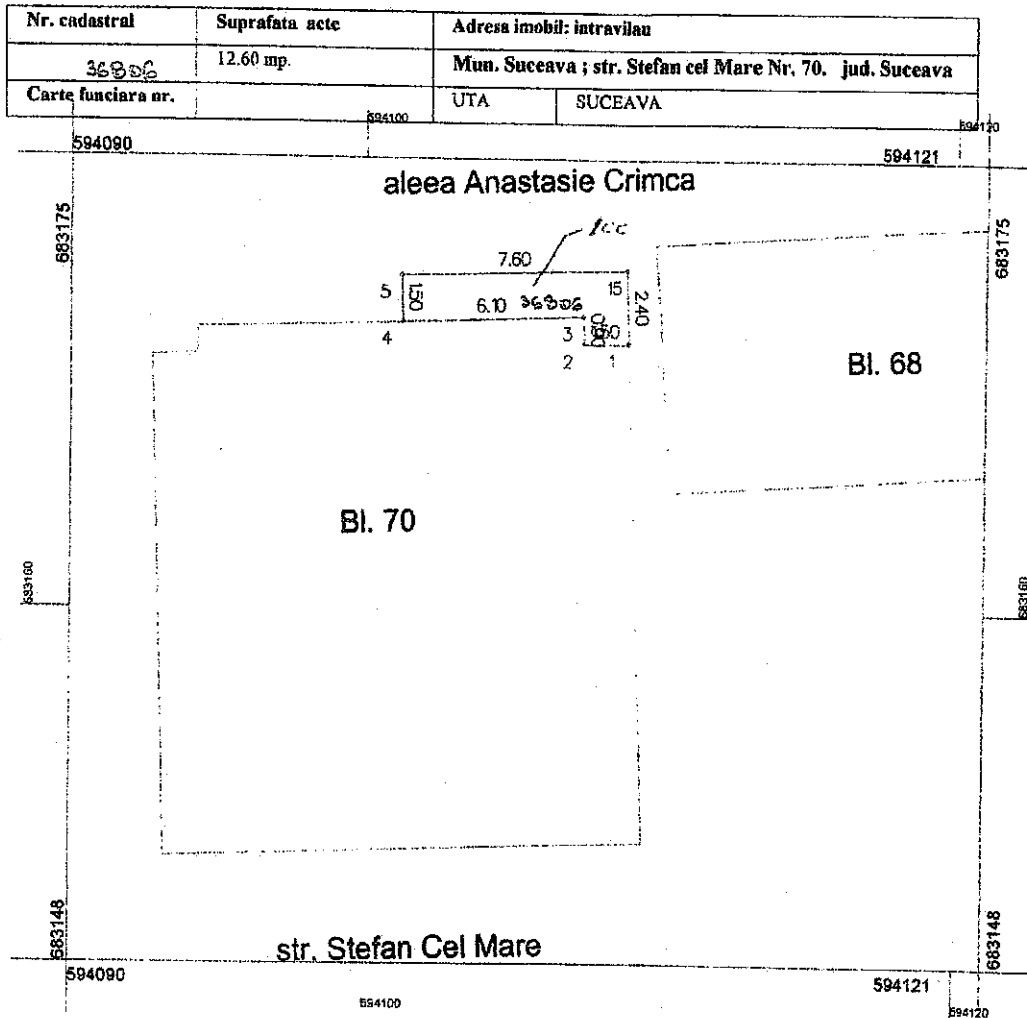 Nr. cadastral Suprafata acte Adresa imobil: intravilan
36806 12.60 mp. Mun. Suceava ; str. Stefan cel Mare Nr. 70. jud. Suceava
Carte funciara nr. UTA SUCEAVA
594100 594120
594090 594121
aleea Anastasie Crimca
683175 683175
1cc
7.60
5 1.50 6.10 36806 15 2.40
4 3
2 1
Bl. 68
Bl. 70
683160 683160
683148 683148
str. Stefan Cel Mare
594090 594121
594100 594120